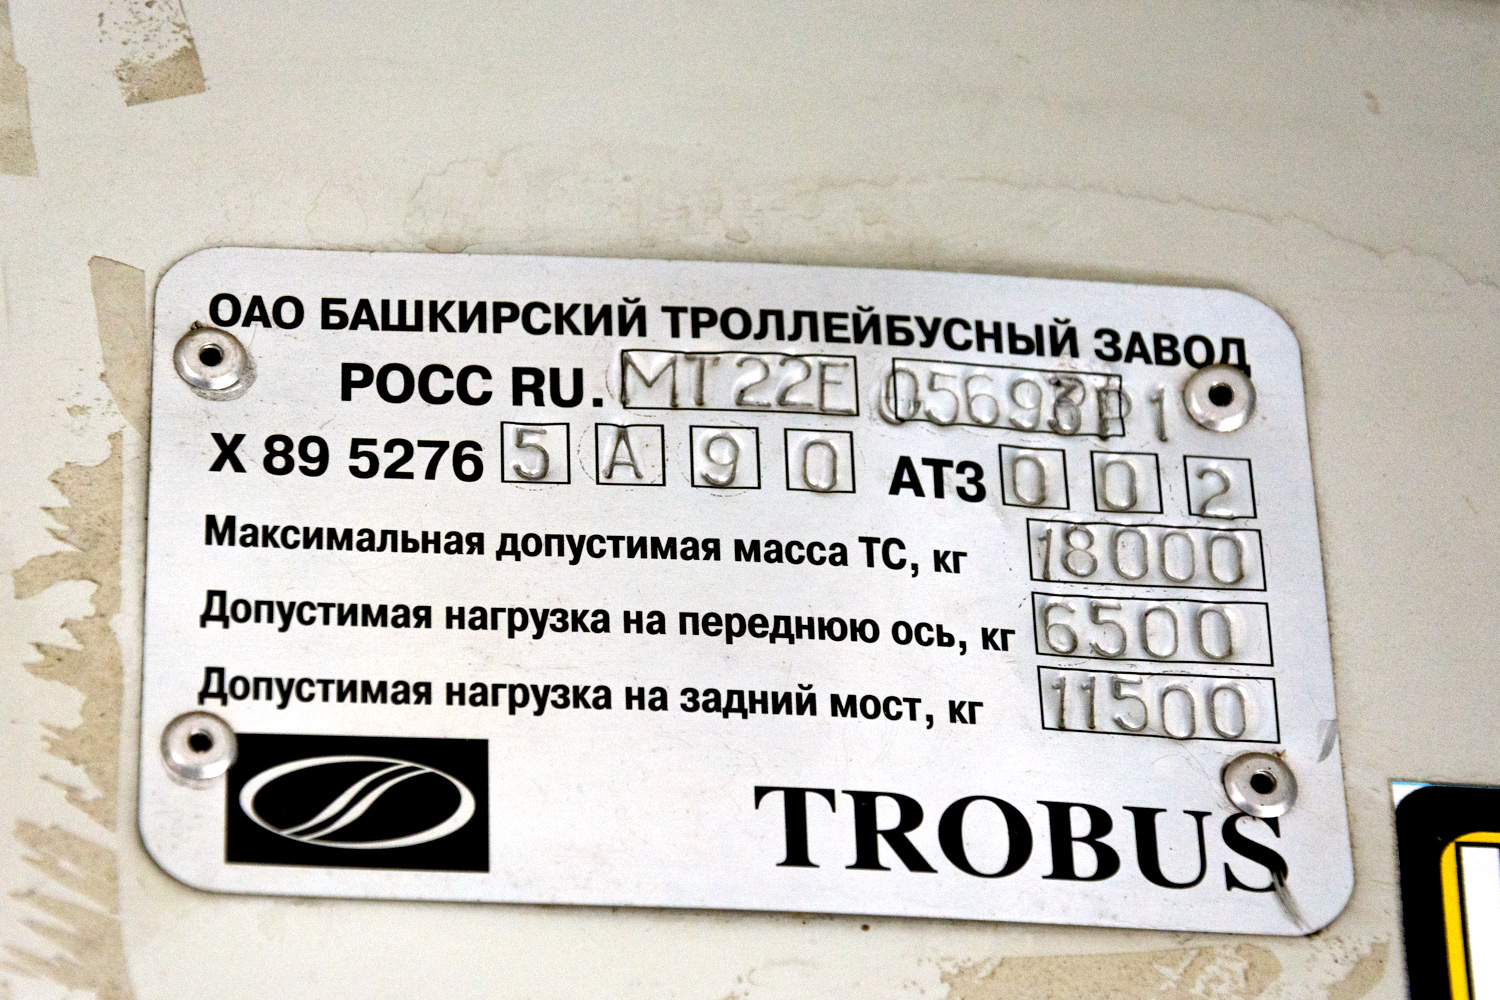 ОАО БАШКИРСКИЙ ТРОЛЛЕЙБУСНЫЙ ЗАВОД
РОСС RU. МТ22Е
Х 89 5276 5 А 9 0 АТЗ 0 0 2
Максимальная допустимая масса ТС, кг 18000
Допустимая нагрузка на переднюю ось, кг 6500
Допустимая нагрузка на задний мост, кг 11500
TROBUS